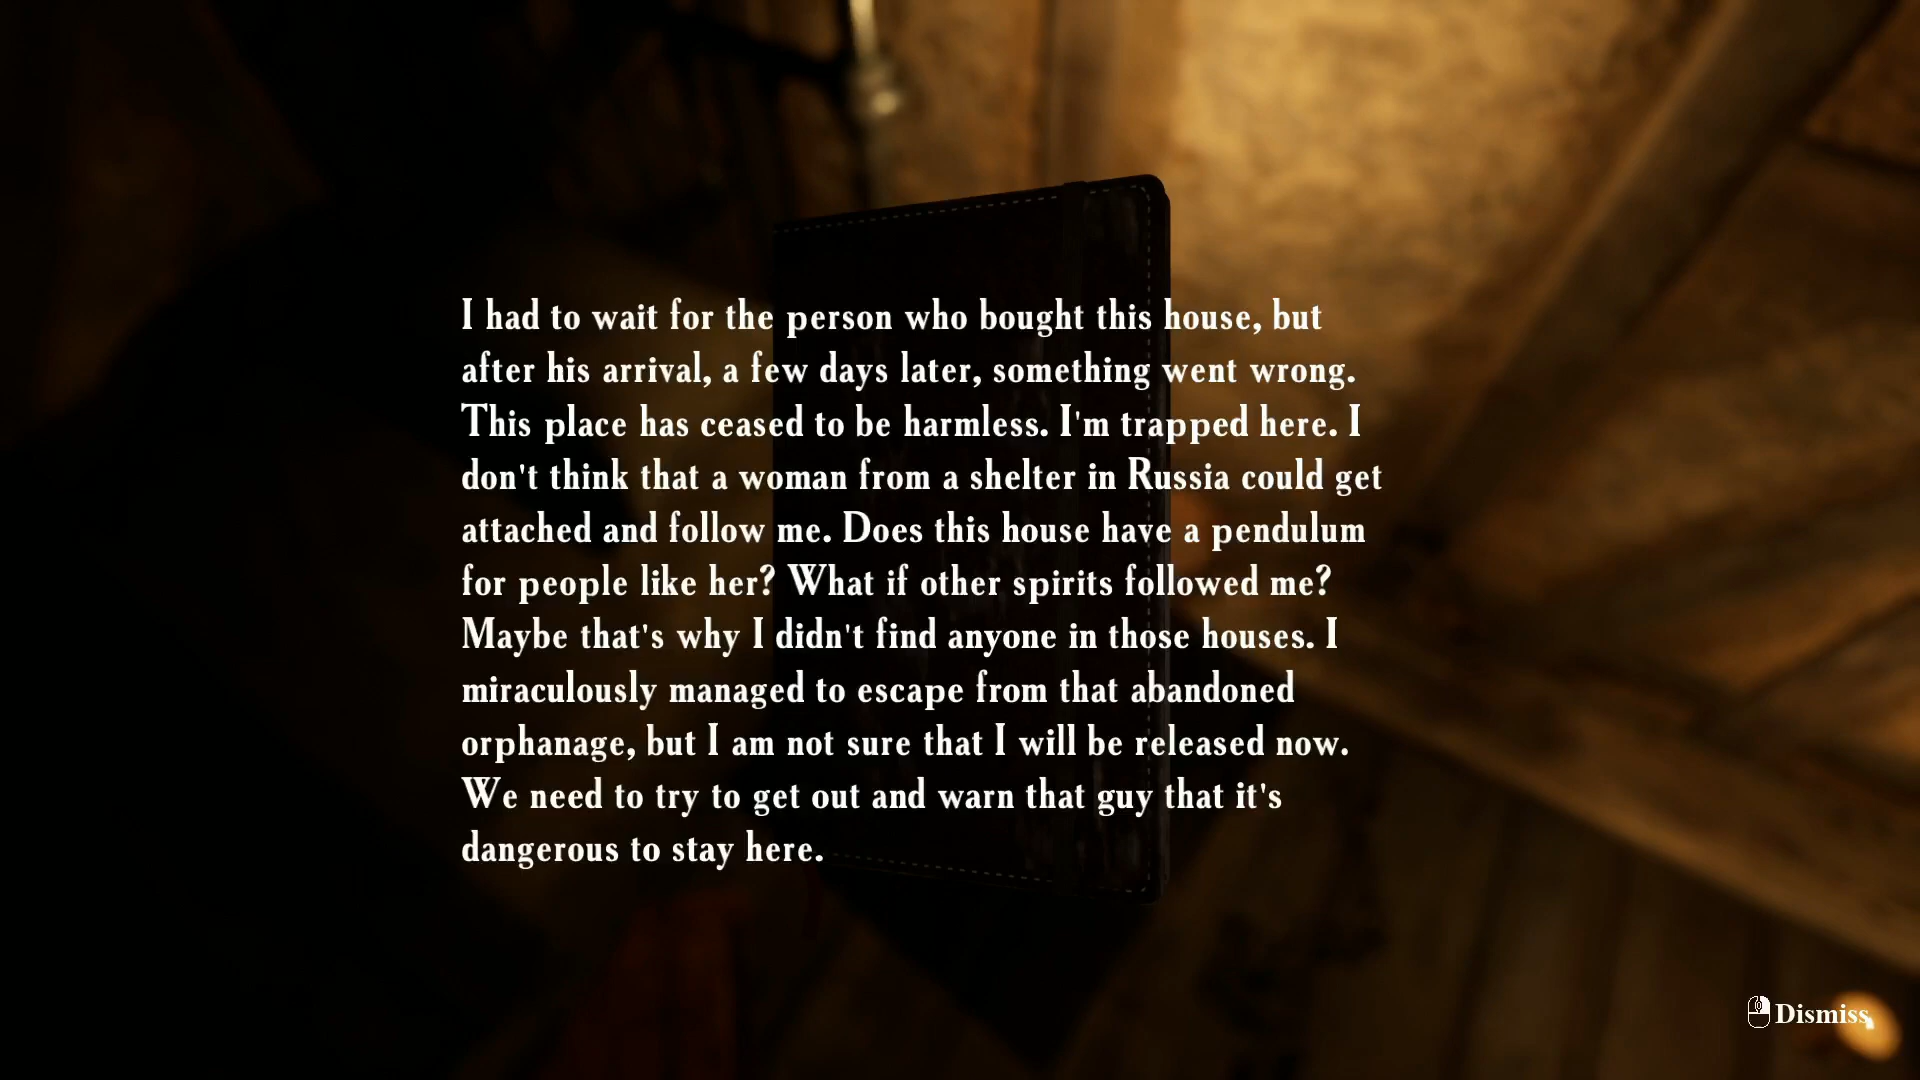 I had to wait for the person who bought this house, but
after his arrival, a few days later, something went wrong.
This place has ceased to be harmless. I'm trapped here. I
don't think that a woman from a shelter in Russia could get
attached and follow me. Does this house have a pendulum
for people like her? What if other spirits followed me?
Maybe that's why I didn't find anyone in those houses. I
miraculously managed to escape from that abandoned
orphanage, but I am not sure that I will be released now.
We need to try to get out and warn that guy that it's
dangerous to stay here.
Dismiss